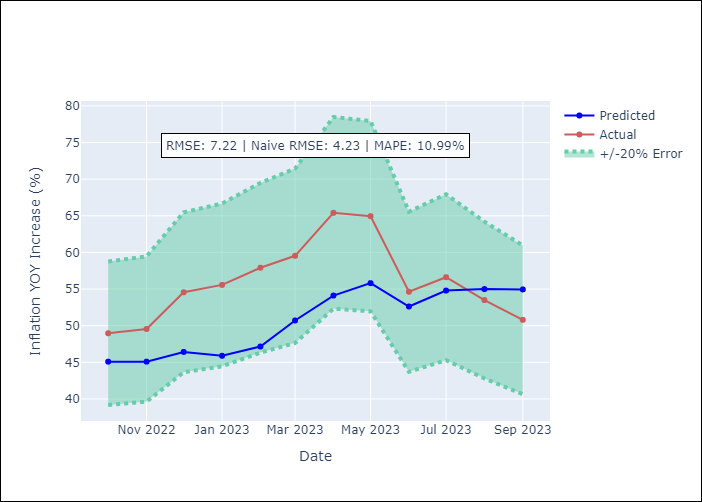 80
75
70
65
60
55
50
45
40
Inflation YOY Increase (%)
RMSE: 7.22 | Naive RMSE: 4.23 | MAPE: 10.99%
Predicted
Actual
+/-20% Error
Nov 2022
Jan 2023
Mar 2023
May 2023
Jul 2023
Sep 2023
Date